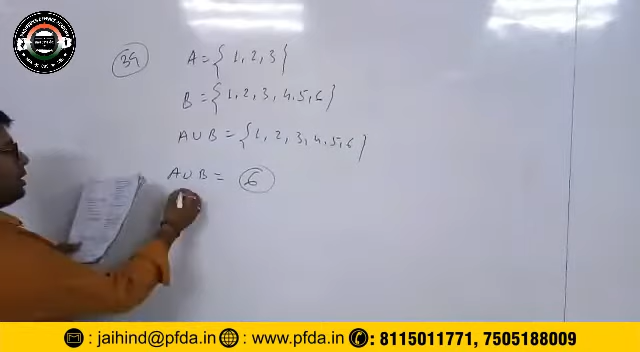 39
A = { 1, 2, 3 }
B = { 1, 2, 3, 4, 5, 6 }
A ∪ B = { 1, 2, 3, 4, 5, 6 }
A ∪ B = 6
: jaihind@pfda.in : www.pfda.in : 8115011771, 7505188009